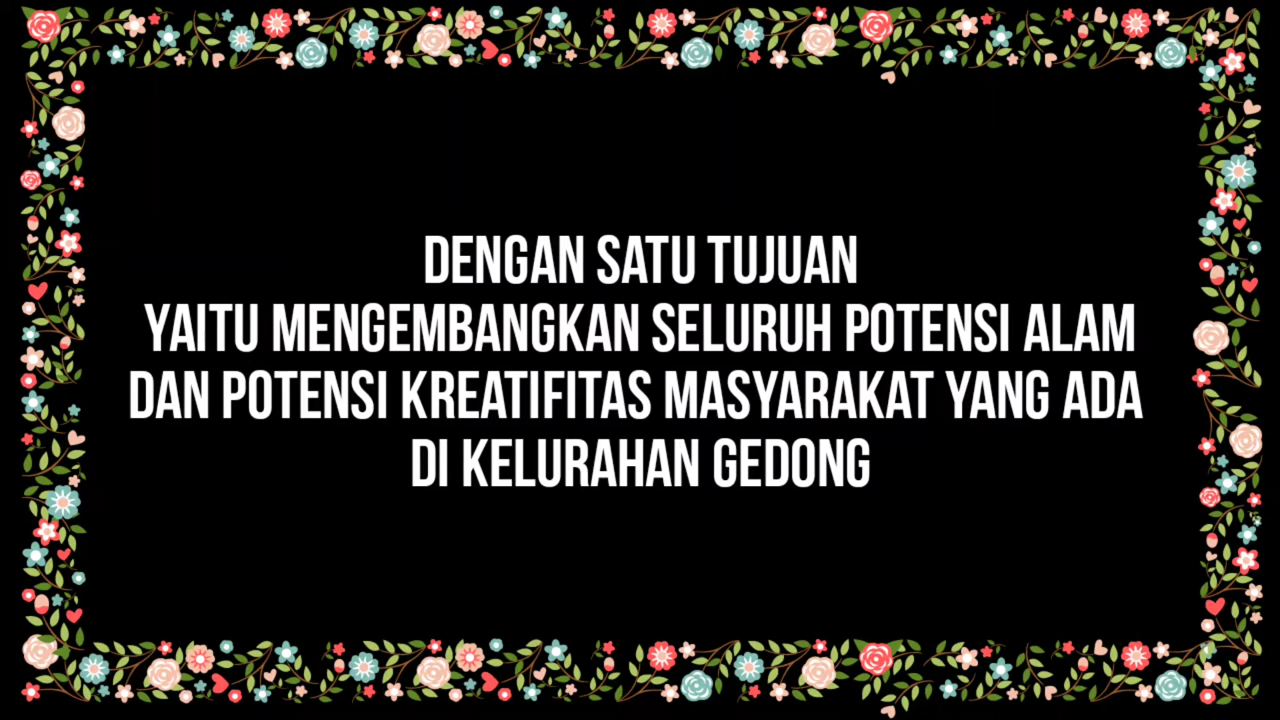 DENGAN SATU TUJUAN
YAITU MENGEMBANGKAN SELURUH POTENSI ALAM
DAN POTENSI KREATIFITAS MASYARAKAT YANG ADA
DI KELURAHAN GEDONG